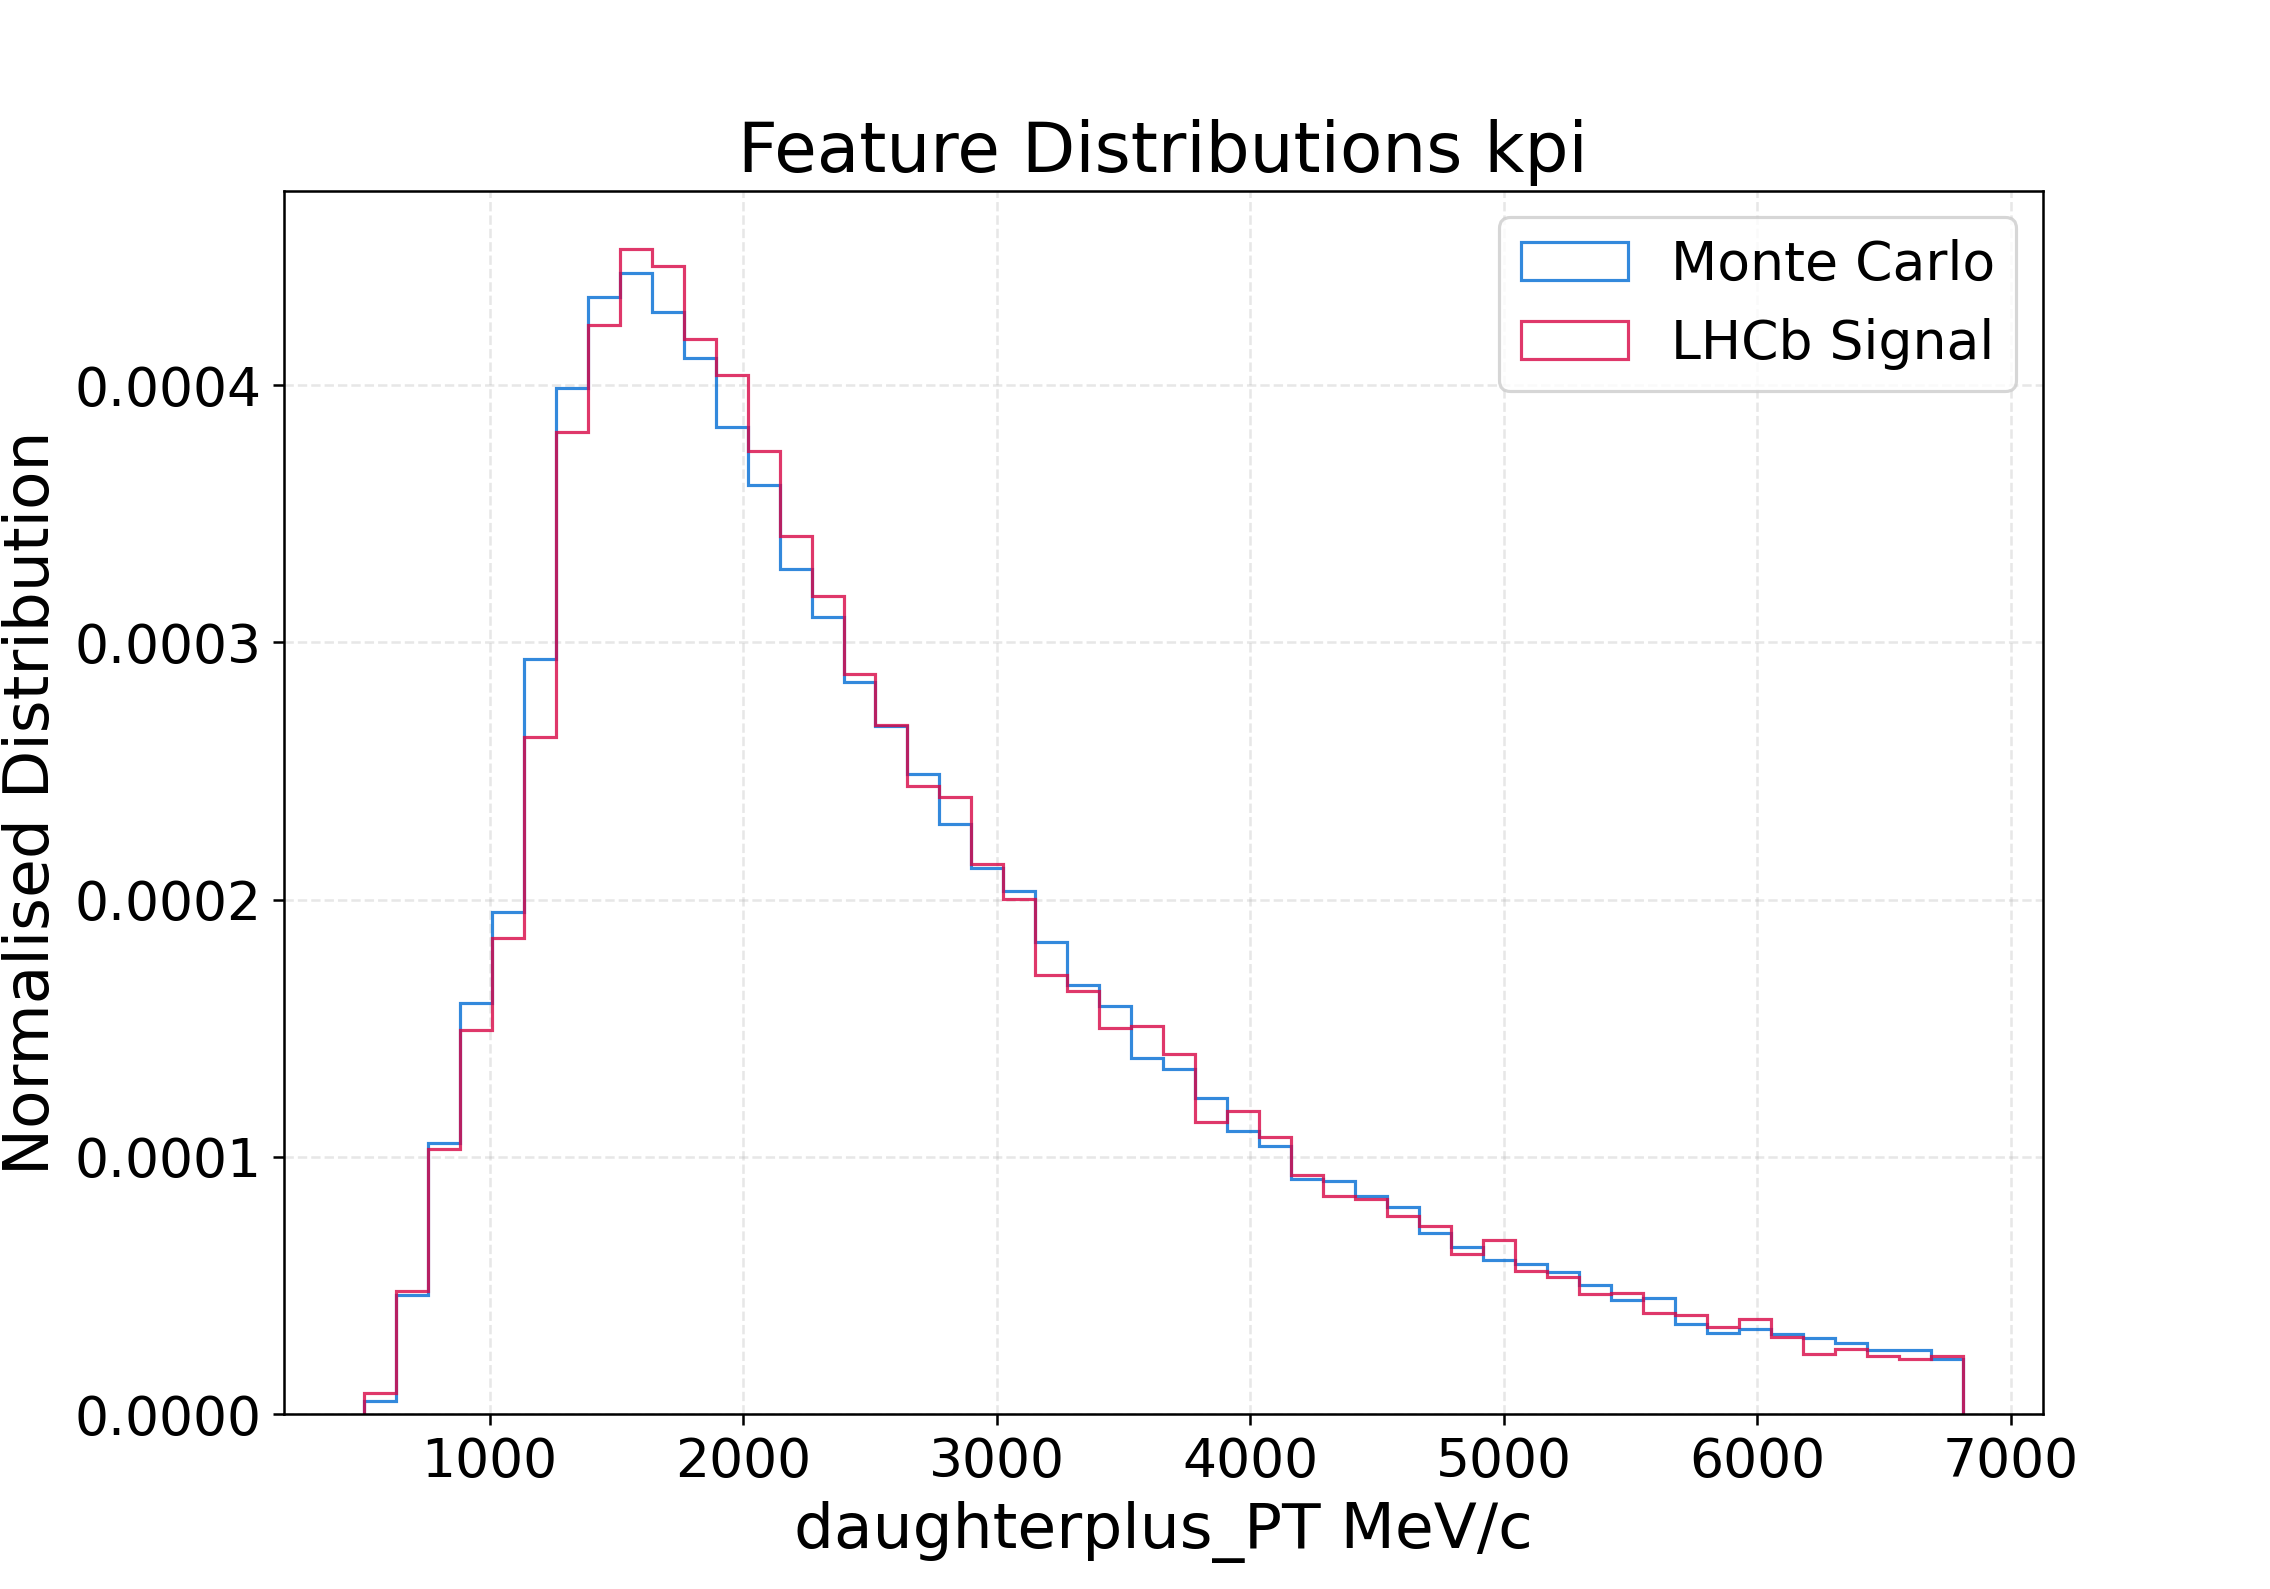 Feature Distributions kpi
Monte Carlo
LHCb Signal
Normalised Distribution
0.0004
0.0003
0.0002
0.0001
0.0000
1000 2000 3000 4000 5000 6000 7000
daughterplus_PT MeV/c